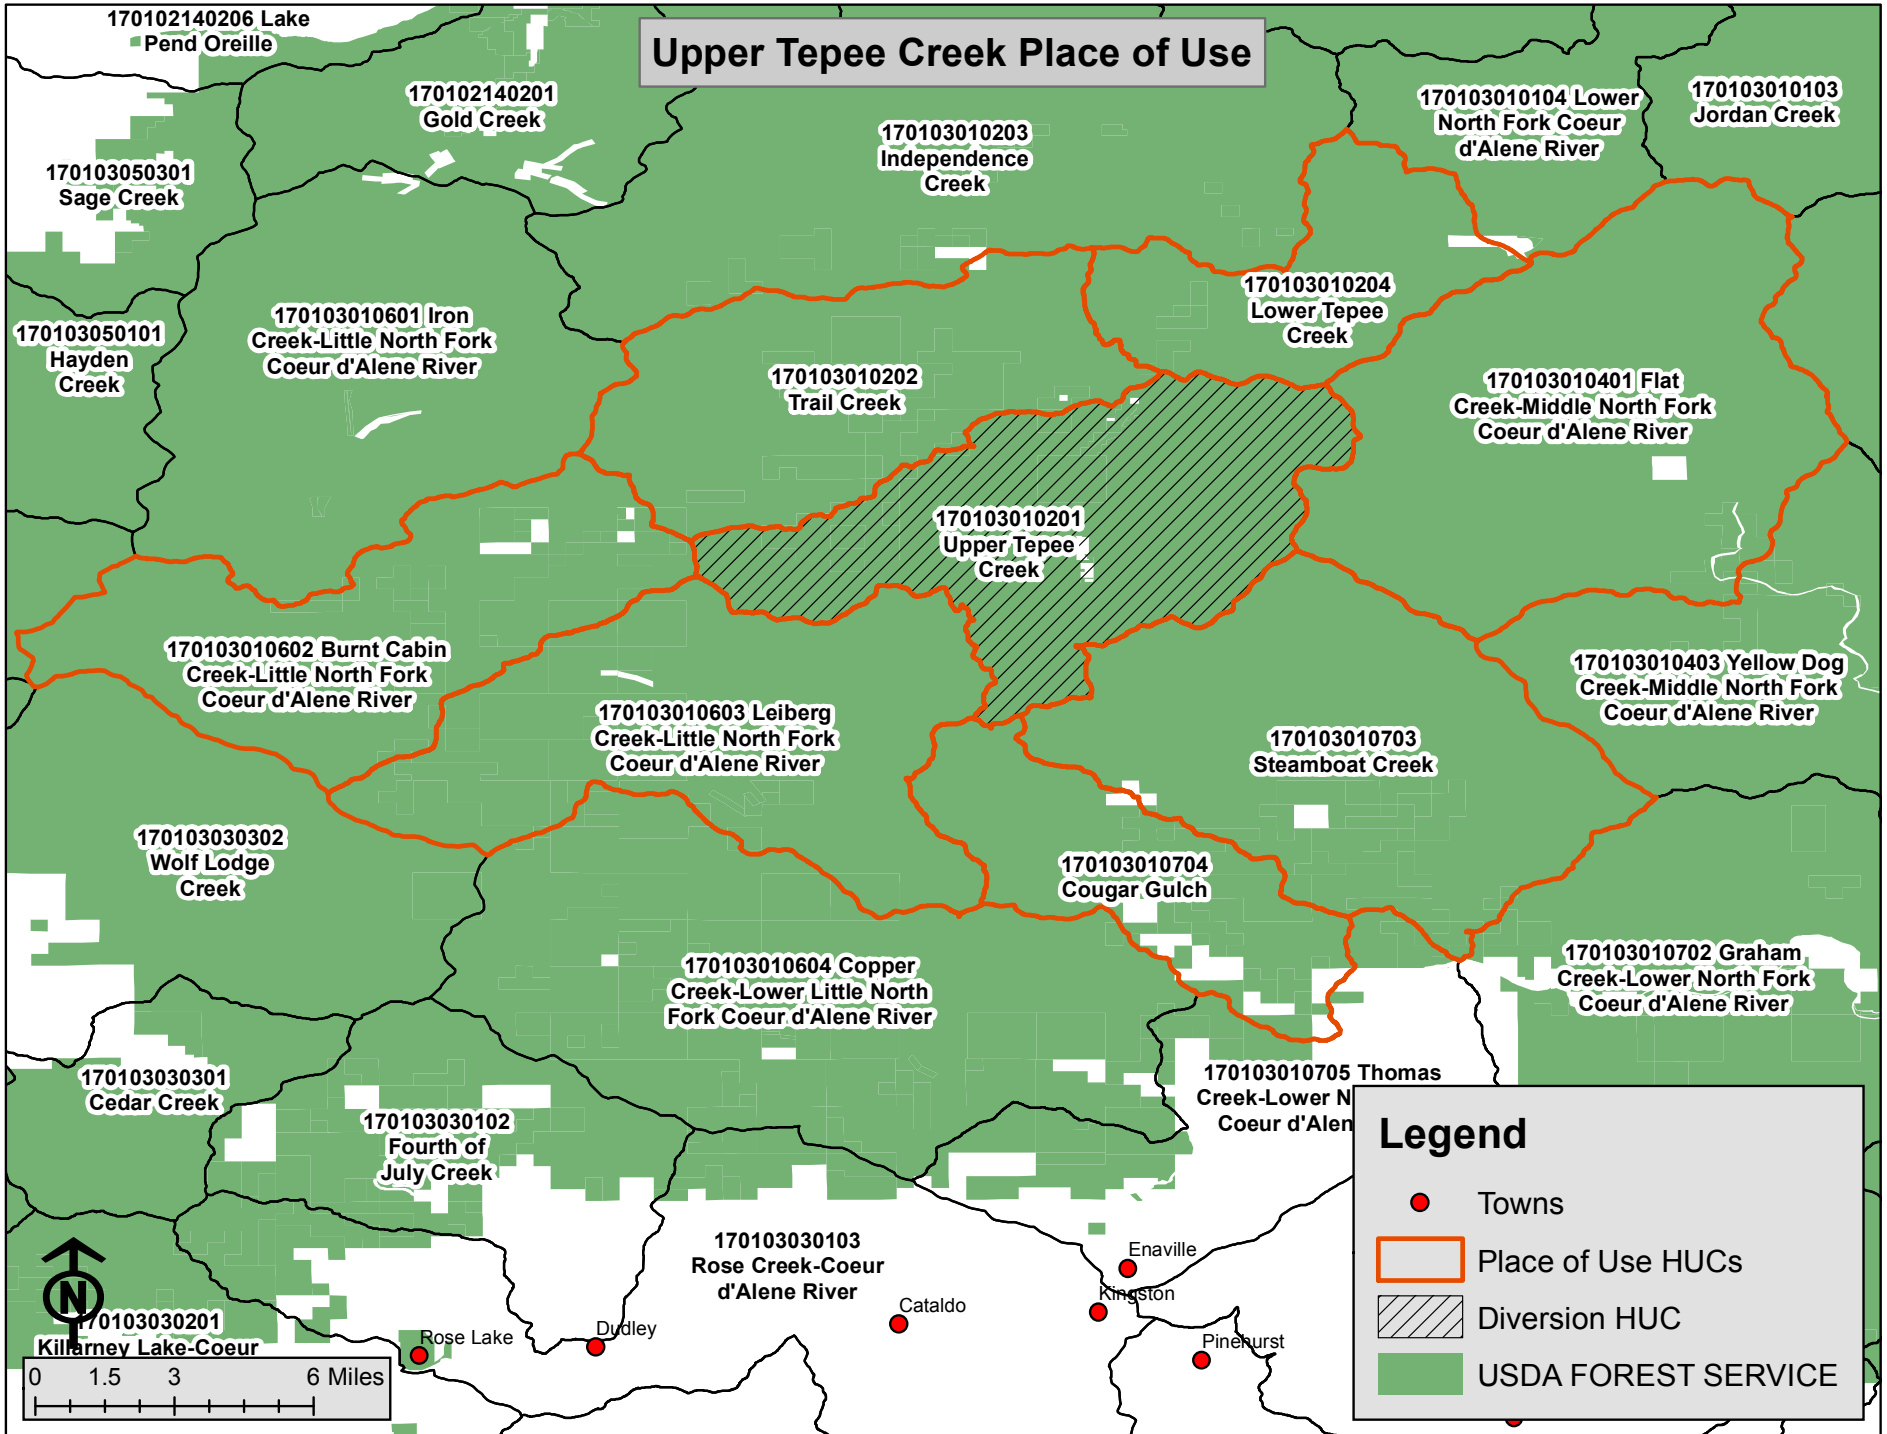 Upper Tepee Creek Place of Use
170102140206 Lake
Pend Oreille
170102140201
Gold Creek
170103010203
Independence
Creek
170103010104 Lower
North Fork Coeur
d'Alene River
170103010103
Jordan Creek
170103050301
Sage Creek
170103050101
Hayden
Creek
170103010601 Iron
Creek-Little North Fork
Coeur d'Alene River
170103010202
Trail Creek
170103010204
Lower Tepee
Creek
170103010401 Flat
Creek-Middle North Fork
Coeur d'Alene River
170103010201
Upper Tepee
Creek
170103010602 Burnt Cabin
Creek-Little North Fork
Coeur d'Alene River
170103010603 Leiberg
Creek-Little North Fork
Coeur d'Alene River
170103010403 Yellow Dog
Creek-Middle North Fork
Coeur d'Alene River
170103010703
Steamboat Creek
170103030302
Wolf Lodge
Creek
170103010704
Cougar Gulch
170103010604 Copper
Creek-Lower Little North
Fork Coeur d'Alene River
170103010702 Graham
Creek-Lower North Fork
Coeur d'Alene River
170103030301
Cedar Creek
170103030102
Fourth of
July Creek
170103010705 Thomas
Creek-Lower N
Coeur d'Alen
170103030103
Rose Creek-Coeur
d'Alene River
Enaville
Kingston
Cataldo
Pinehurst
Dudley
Rose Lake
N
170103030201
Killarney Lake-Coeur
0 1.5 3 6 Miles
Legend
Towns
Place of Use HUCs
Diversion HUC
USDA FOREST SERVICE